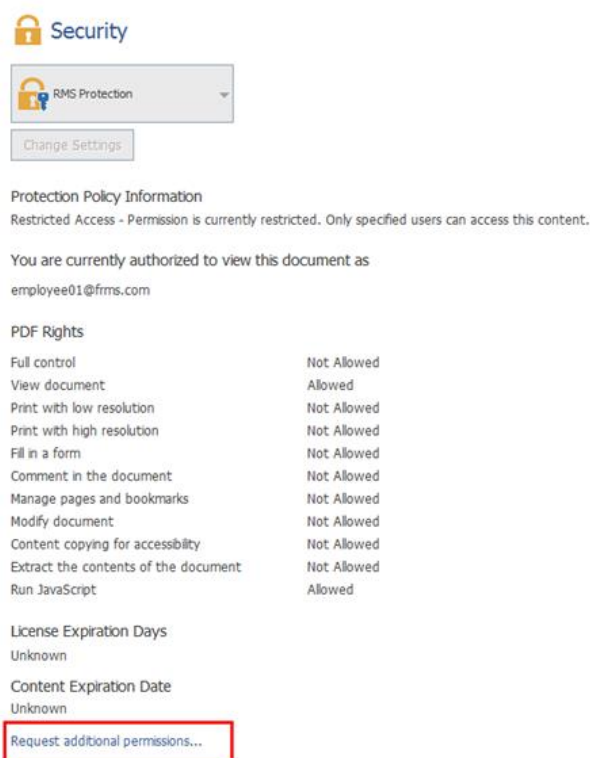 Security
RMS Protection
Change Settings
Protection Policy Information
Restricted Access - Permission is currently restricted. Only specified users can access this content.
You are currently authorized to view this document as
employee01@frms.com
PDF Rights
Full control Not Allowed
View document Allowed
Print with low resolution Not Allowed
Print with high resolution Not Allowed
Fill in a form Not Allowed
Comment in the document Not Allowed
Manage pages and bookmarks Not Allowed
Modify document Not Allowed
Content copying for accessibility Not Allowed
Extract the contents of the document Not Allowed
Run JavaScript Allowed
License Expiration Days
Unknown
Content Expiration Date
Unknown
Request additional permissions...